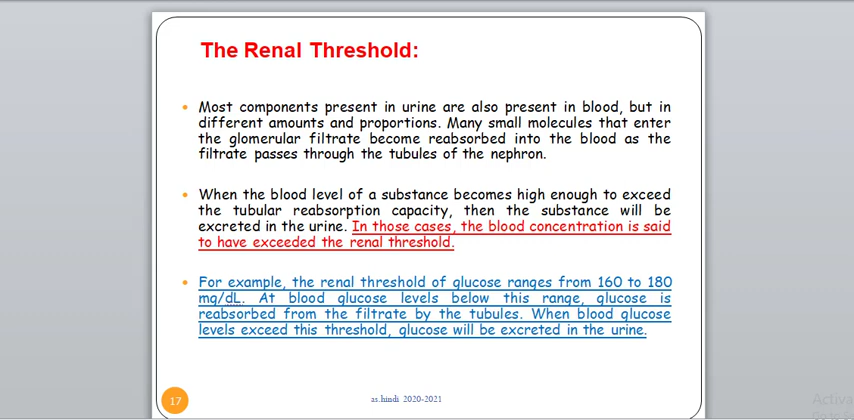 The Renal Threshold:
• Most components present in urine are also present in blood, but in
different amounts and proportions. Many small molecules that enter
the glomerular filtrate become reabsorbed into the blood as the
filtrate passes through the tubules of the nephron.
• When the blood level of a substance becomes high enough to exceed
the tubular reabsorption capacity, then the substance will be
excreted in the urine. In those cases, the blood concentration is said
to have exceeded the renal threshold.
• For example, the renal threshold of glucose ranges from 160 to 180
mg/dL. At blood glucose levels below this range, glucose is
reabsorbed from the filtrate by the tubules. When blood glucose
levels exceed this threshold, glucose will be excreted in the urine.
17
as.hindi 2020-2021
Activa